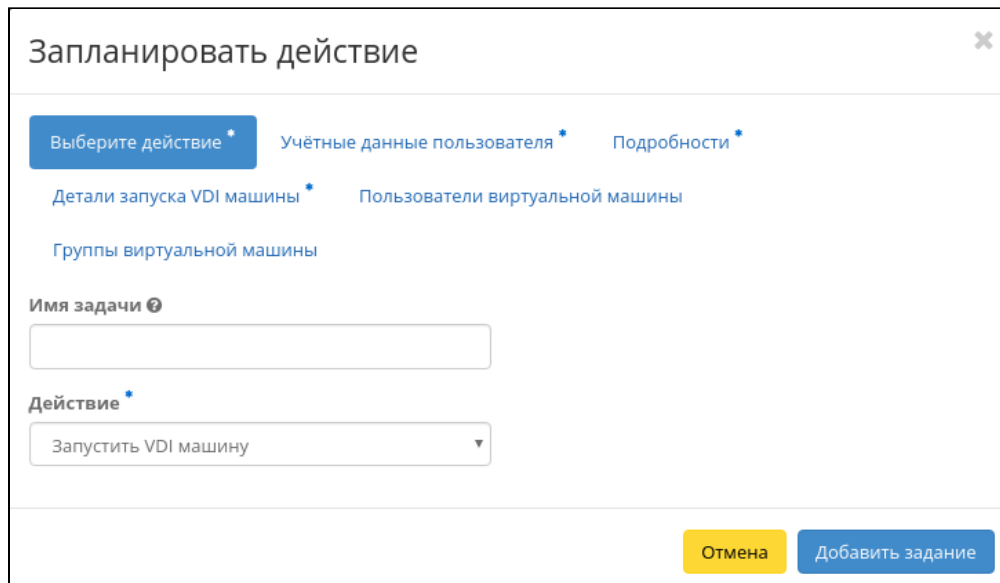 Запланировать действие ×
Выберите действие * Учётные данные пользователя * Подробности *
Детали запуска VDI машины * Пользователи виртуальной машины
Группы виртуальной машины
Имя задачи ?
Действие *
Запустить VDI машину ▼
Отмена Добавить задание